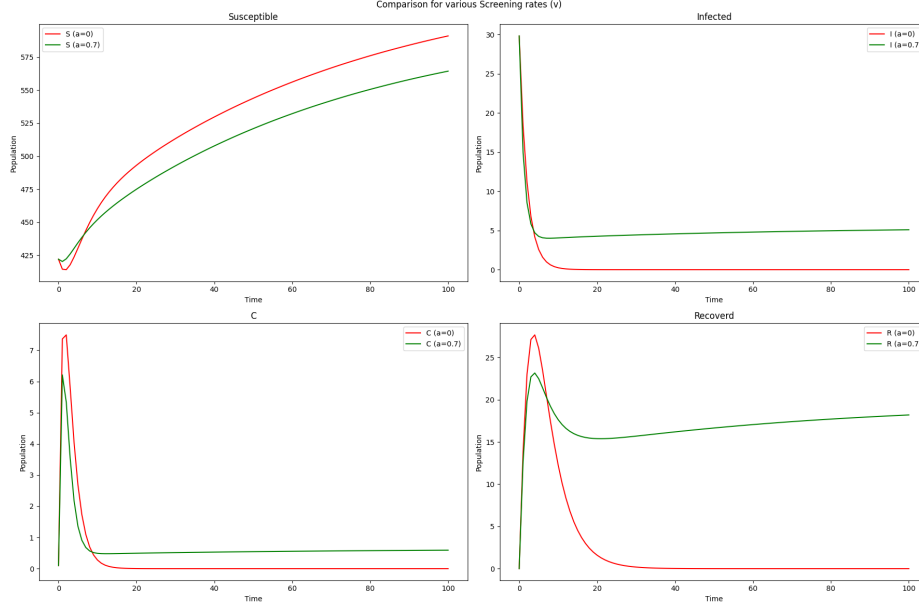 Comparison for various Screening rates (v)
Susceptible
S (a=0)
S (a=0.7)
575
550
525
500
475
450
425
Population
0
20
40
60
80
100
Time
Infected
I (a=0)
I (a=0.7
30
25
20
15
10
5
0
Population
0
20
40
60
80
100
Time
C
C (a=0)
C (a=0.7)
7
6
5
4
3
2
1
0
Population
0
20
40
60
80
100
Time
Recoverd
R (a=0)
R (a=0.7
25
20
15
10
5
0
Population
0
20
40
60
80
100
Time